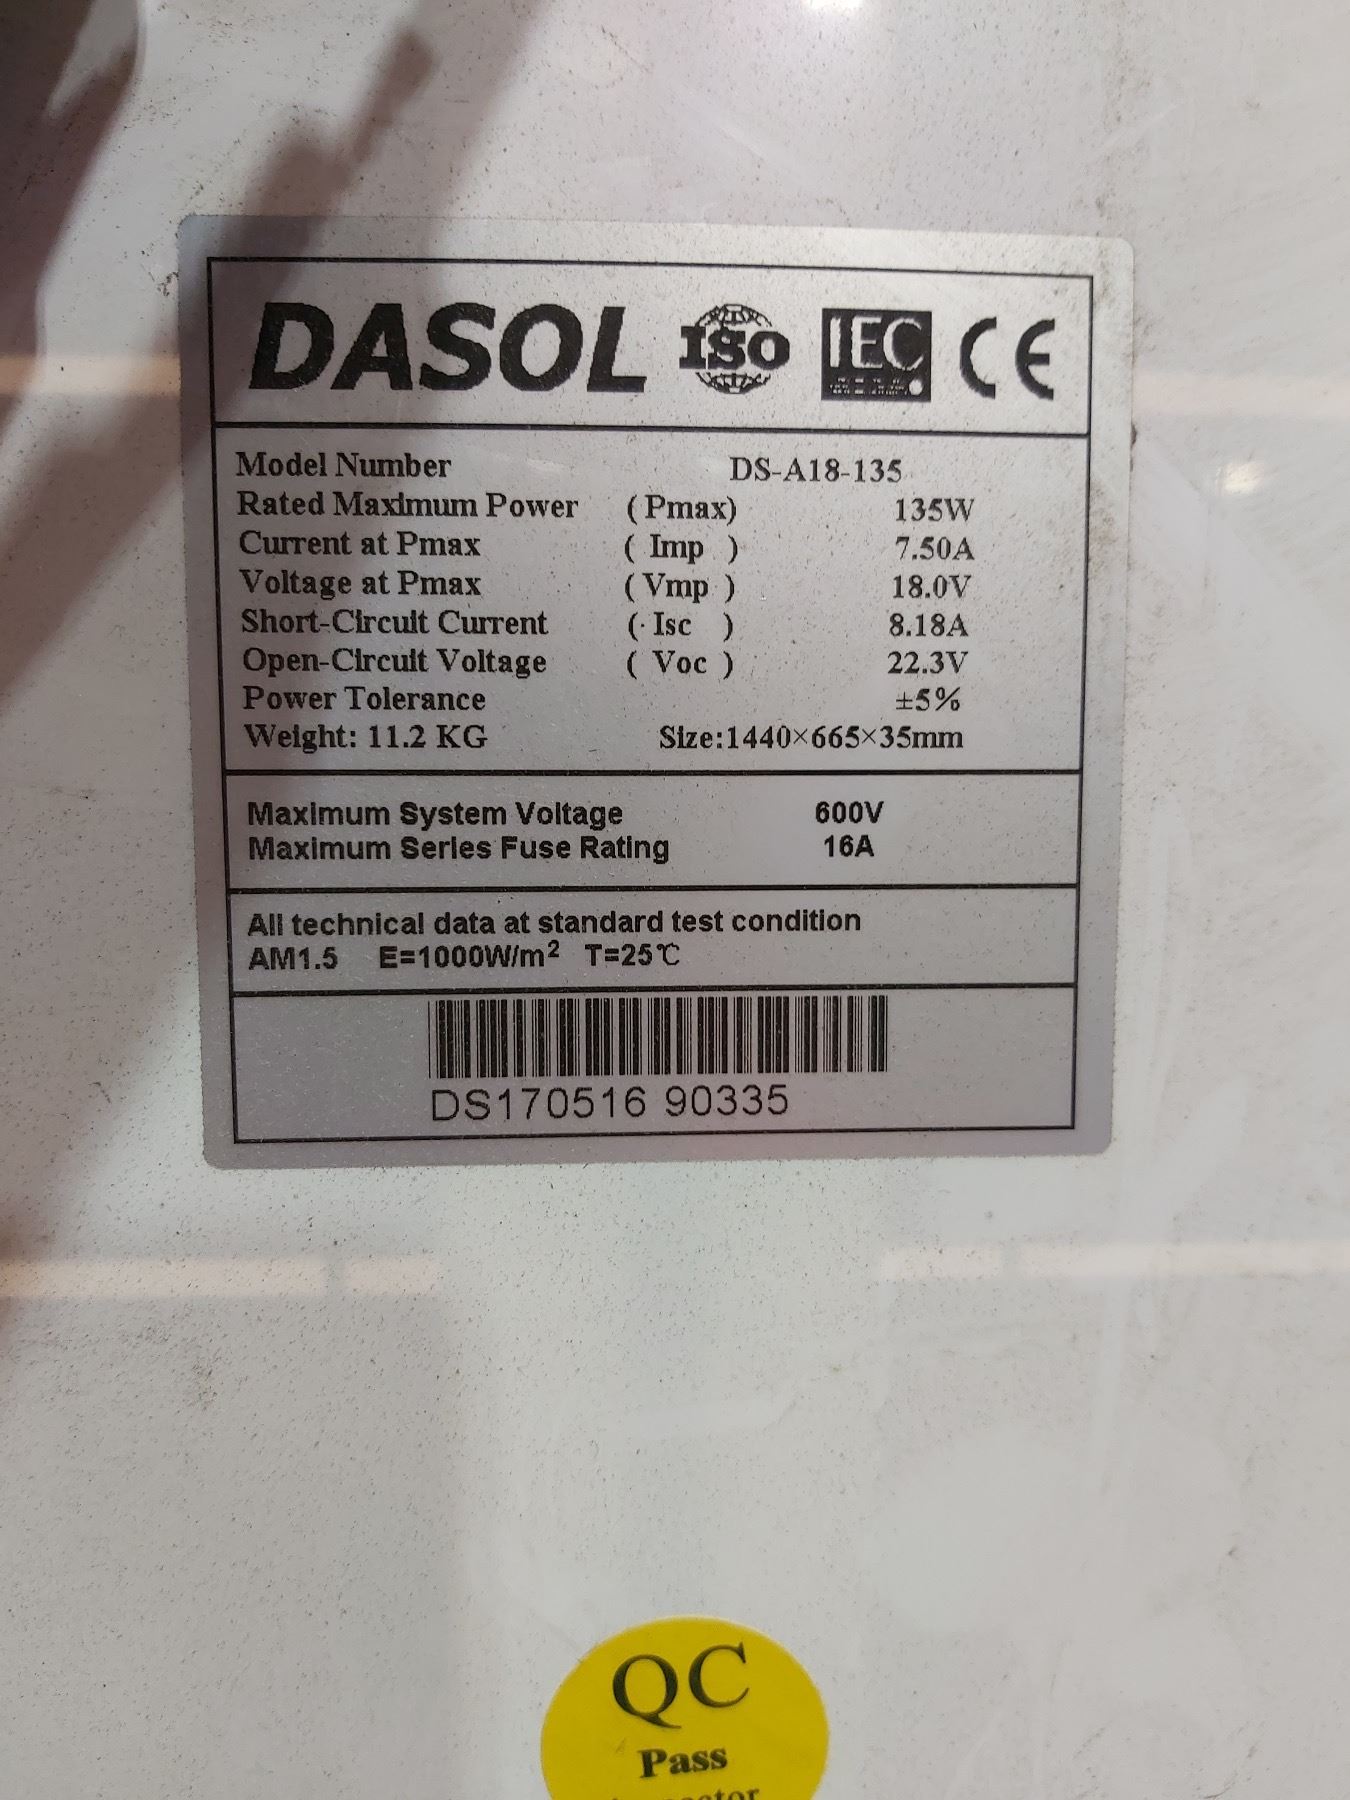 DASOL ISO IEC CE
Model Number DS-A18-135
Rated Maximum Power (Pmax) 135W
Current at Pmax ( Imp ) 7.50A
Voltage at Pmax ( Vmp ) 18.0V
Short-Circuit Current ( Isc ) 8.18A
Open-Circuit Voltage ( Voc ) 22.3V
Power Tolerance ±5%
Weight: 11.2 KG Size:1440×665×35mm
Maximum System Voltage 600V
Maximum Series Fuse Rating 16A
All technical data at standard test condition
AM1.5 E=1000W/m² T=25℃
DS170516 90335
QC
Pass